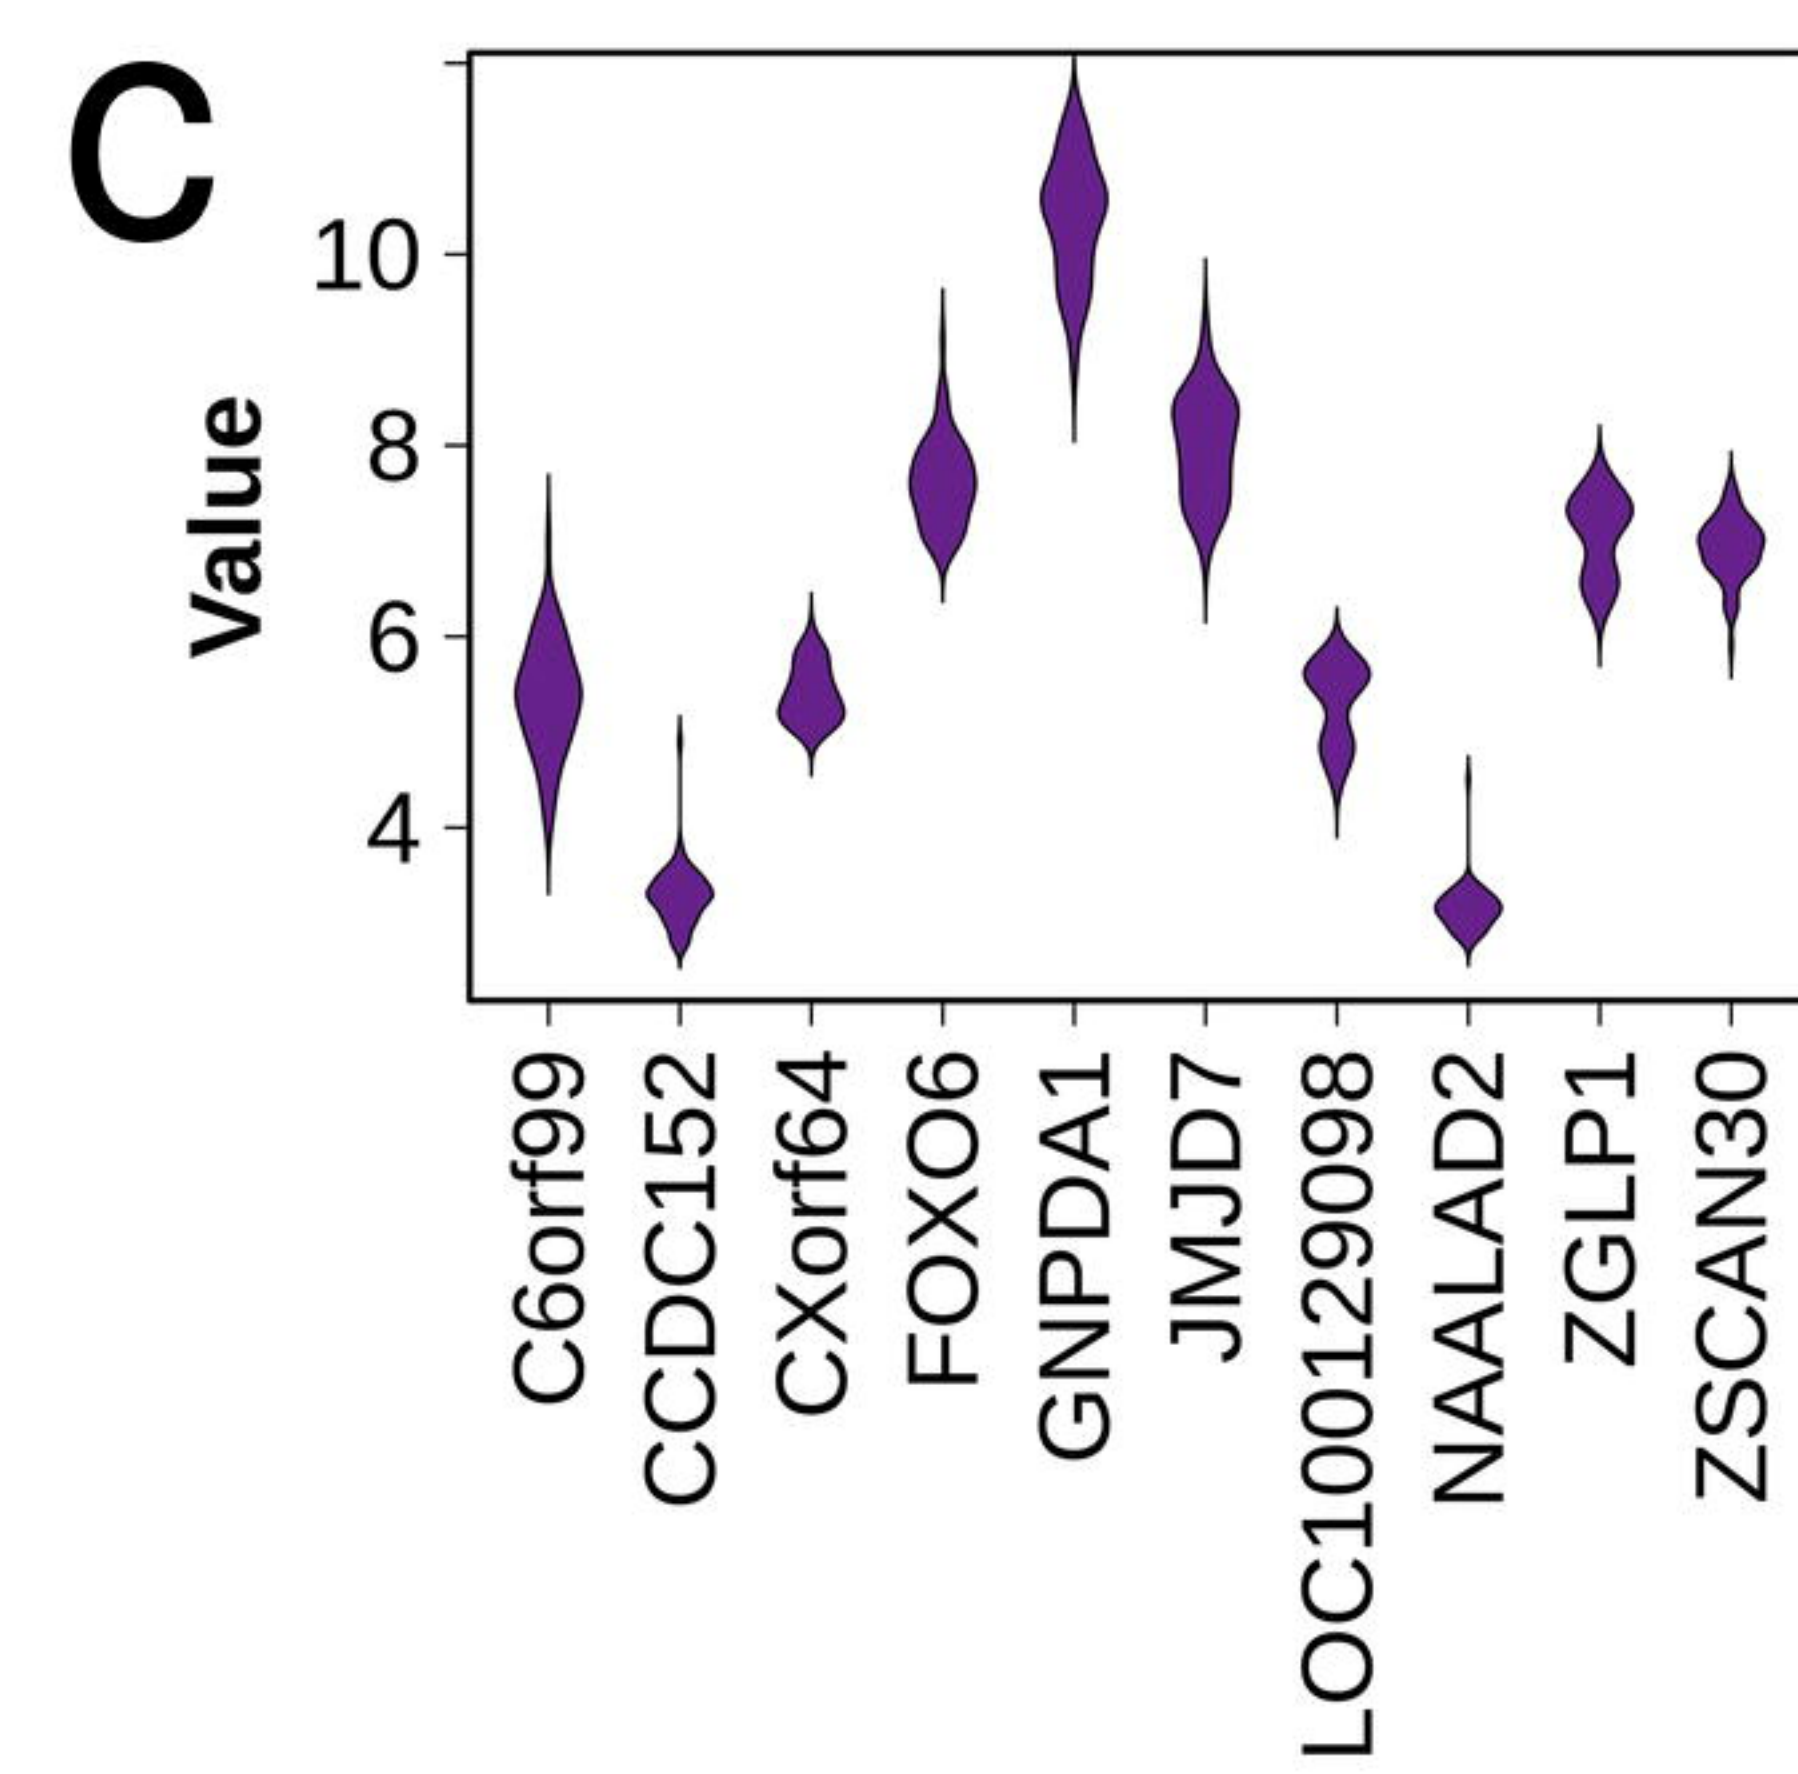 C
Value
10
8
6
4
C6orf99
CCDC152
CXorf64
FOXO6
GNPDA1
JMJD7
LOC100129098
NAALAD2
ZGLP1
ZSCAN30